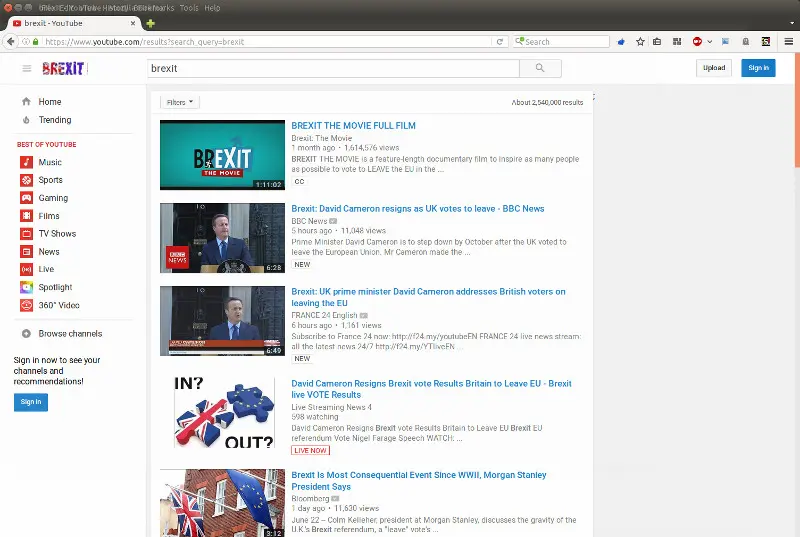 brexit - YouTube
https://www.youtube.com/results?search_query=brexit
Search
BREXIT
brexit
Upload
Sign in
Home
Trending
BEST OF YOUTUBE
Music
Sports
Gaming
Films
TV Shows
News
Live
Spotlight
360° Video
Browse channels
Sign in now to see your
channels and
recommendations!
Sign in
Filters
About 2,540,000 results
BREXIT
THE MOVIE
1:11:02
BREXIT THE MOVIE FULL FILM
Brexit: The Movie
1 month ago • 1,614,576 views
BREXIT THE MOVIE is a feature-length documentary film to inspire as many people
as possible to vote to LEAVE the EU in the ...
CC
BBC
NEWS
6:28
Brexit: David Cameron resigns as UK votes to leave - BBC News
BBC News
5 hours ago • 11,048 views
Prime Minister David Cameron is to step down by October after the UK voted to
leave the European Union. Mr Cameron made the ...
NEW
6:49
Brexit: UK prime minister David Cameron addresses British voters on
leaving the EU
FRANCE 24 English
6 hours ago • 1,161 views
Subscribe to France 24 now: http://f24.my/youtubeEN FRANCE 24 live news stream:
all the latest news 24/7 http://f24.my/YTliveEN ...
NEW
IN?
OUT?
David Cameron Resigns Brexit vote Results Britain to Leave EU - Brexit
live VOTE Results
Live Streaming News 4
598 watching
David Cameron Resigns Brexit vote Results Britain to Leave EU Brexit EU
referendum Vote Nigel Farage Speech WATCH: ...
LIVE NOW
3:12
Brexit Is Most Consequential Event Since WWII, Morgan Stanley
President Says
Bloomberg
1 day ago • 11,630 views
June 22 – Colm Kelleher, president at Morgan Stanley, discusses the gravity of the
U.K.'s Brexit referendum, a "leave" vote's ...